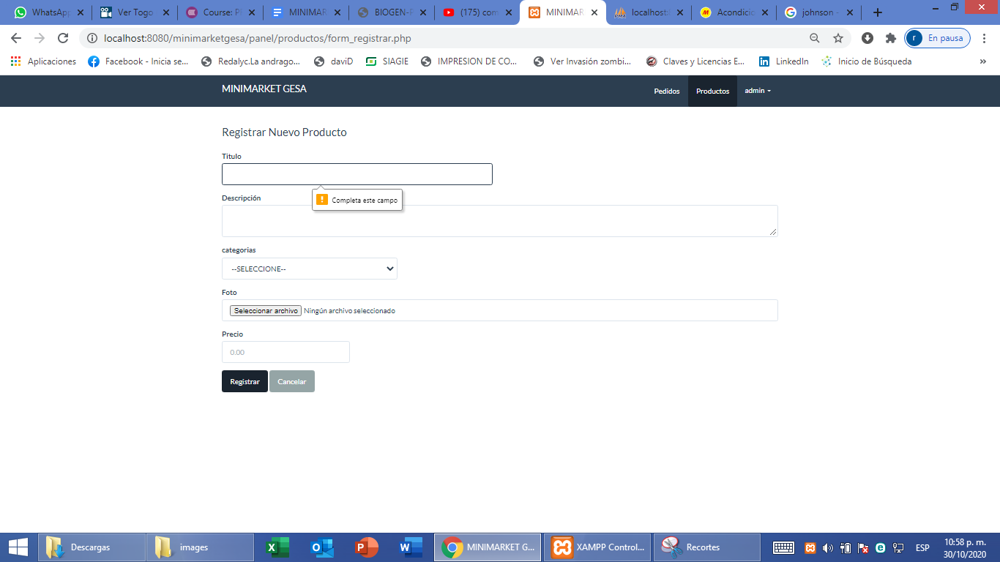 WhatsApp
Ver Togo
Course: PI
MINIMAR
BIOGEN-F
(175) com
MINIMAR
localhost:
Acondicio
johnson -
localhost:8080/minimarketgesa/panel/productos/form_registrar.php
r
En pausa
Aplicaciones
Facebook - Inicia se...
Redalyc.La andrago...
daviD
SIAGIE
IMPRESION DE CO...
Ver Invasión zombi...
Claves y Licencias E...
LinkedIn
Inicio de Búsqueda
»
MINIMARKET GESA
Pedidos
Productos
admin
Registrar Nuevo Producto
Titulo
Completa este campo
Descripción
categorias
--SELECCIONE--
Foto
Seleccionar archivo Ningún archivo seleccionado
Precio
0.00
Registrar
Cancelar
Descargas
images
MINIMARKET G...
XAMPP Control...
Recortes
ESP
10:58 p. m.
30/10/2020